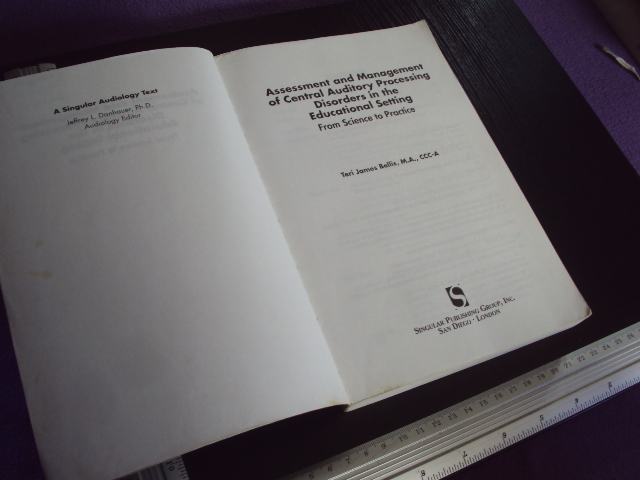 A Singular Audiology Text
Jeffrey L. Danhauer, Ph.D.
Audiology Editor
Assessment and Management
of Central Auditory Processing
Disorders in the
Educational Setting
From Science to Practice
Teri James Bellis, M.A., CCC-A
S
SINGULAR PUBLISHING GROUP, INC.
SAN DIEGO · LONDON